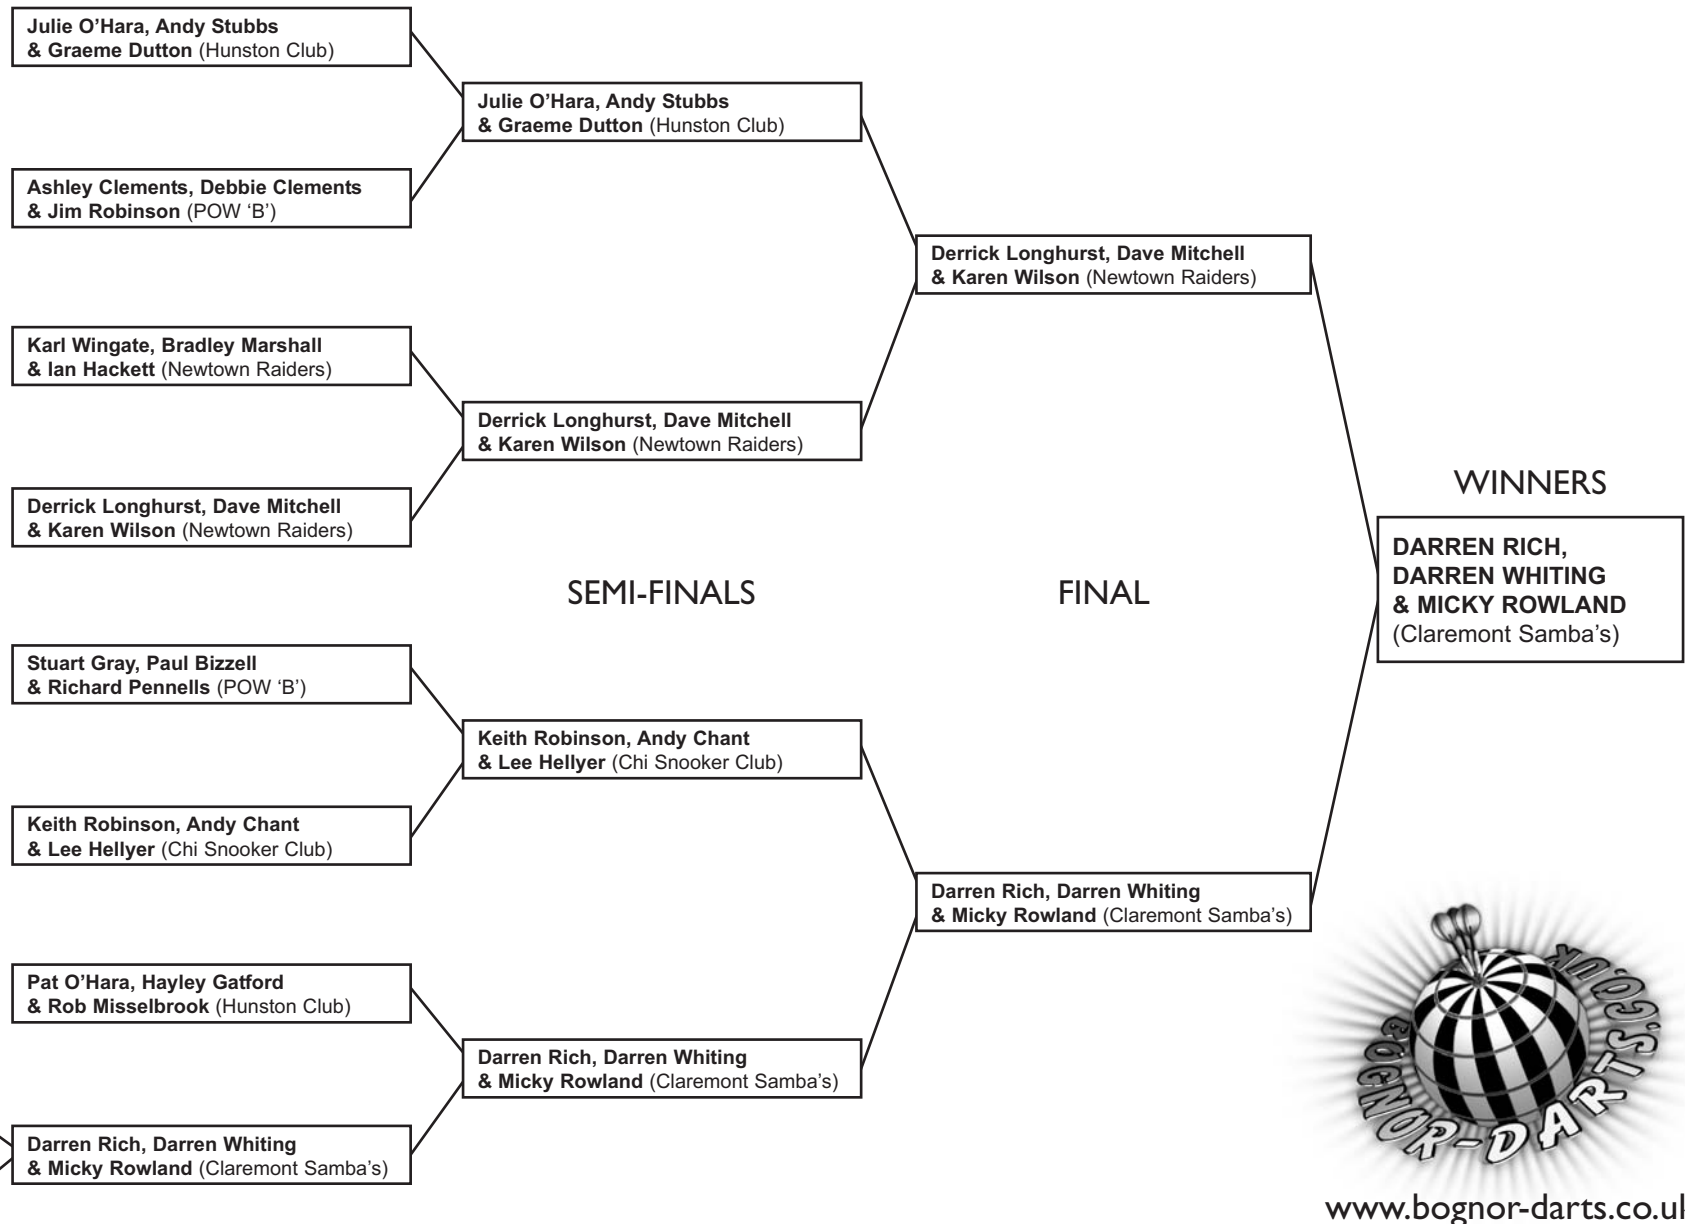 Julie O’Hara, Andy Stubbs
& Graeme Dutton (Hunston Club)
Ashley Clements, Debbie Clements
& Jim Robinson (POW ‘B’)
Karl Wingate, Bradley Marshall
& Ian Hackett (Newtown Raiders)
Derrick Longhurst, Dave Mitchell
& Karen Wilson (Newtown Raiders)
Stuart Gray, Paul Bizzell
& Richard Pennells (POW ‘B’)
Keith Robinson, Andy Chant
& Lee Hellyer (Chi Snooker Club)
Pat O’Hara, Hayley Gatford
& Rob Misselbrook (Hunston Club)
Darren Rich, Darren Whiting
& Micky Rowland (Claremont Samba’s)
Julie O’Hara, Andy Stubbs
& Graeme Dutton (Hunston Club)
Derrick Longhurst, Dave Mitchell
& Karen Wilson (Newtown Raiders)
SEMI-FINALS
Keith Robinson, Andy Chant
& Lee Hellyer (Chi Snooker Club)
Darren Rich, Darren Whiting
& Micky Rowland (Claremont Samba’s)
Derrick Longhurst, Dave Mitchell
& Karen Wilson (Newtown Raiders)
FINAL
Darren Rich, Darren Whiting
& Micky Rowland (Claremont Samba’s)
WINNERS
DARREN RICH,
DARREN WHITING
& MICKY ROWLAND
(Claremont Samba’s)
BOGNOR-DARTS.CO.UK
www.bognor-darts.co.uk